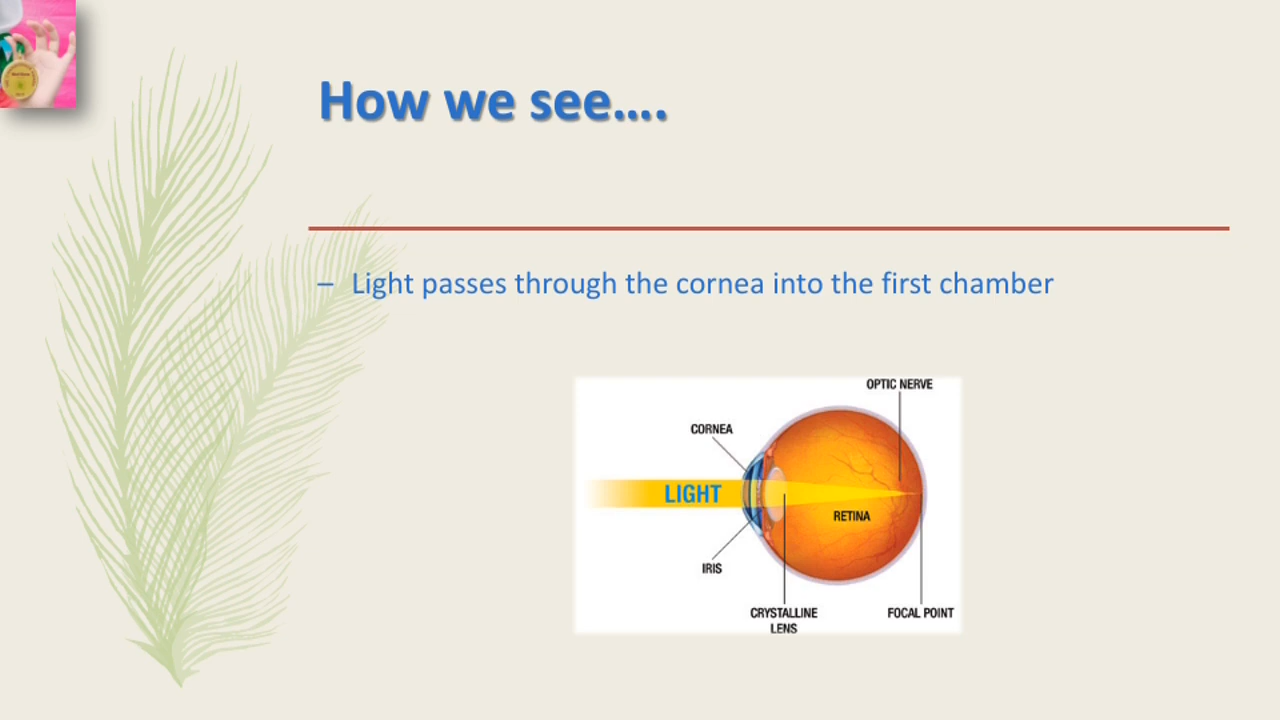 How we see....
– Light passes through the cornea into the first chamber
OPTIC NERVE
CORNEA
LIGHT
RETINA
IRIS
CRYSTALLINE
LENS
FOCAL POINT